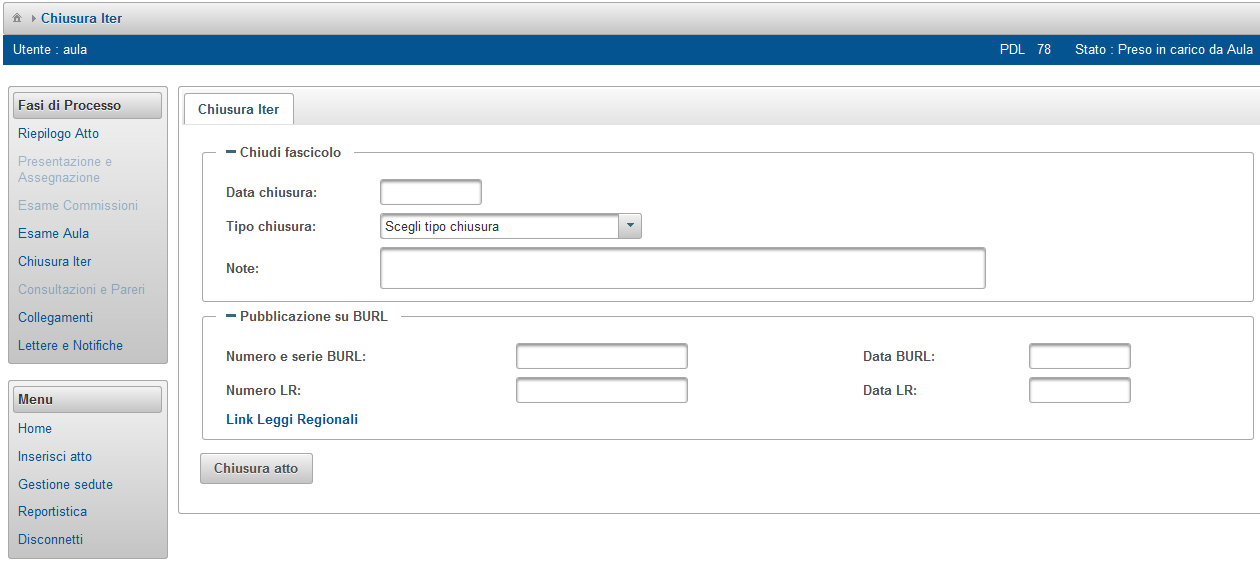 Chiusura Iter
Utente : aula PDL 78 Stato : Preso in carico da Aula
Fasi di Processo
Riepilogo Atto
Presentazione e
Assegnazione
Esame Commissioni
Esame Aula
Chiusura Iter
Consultazioni e Pareri
Collegamenti
Lettere e Notifiche
Menu
Home
Inserisci atto
Gestione sedute
Reportistica
Disconnetti
Chiusura Iter
Chiudi fascicolo
Data chiusura:
Tipo chiusura: Scegli tipo chiusura
Note:
Pubblicazione su BURL
Numero e serie BURL: Data BURL:
Numero LR: Data LR:
Link Leggi Regionali
Chiusura atto